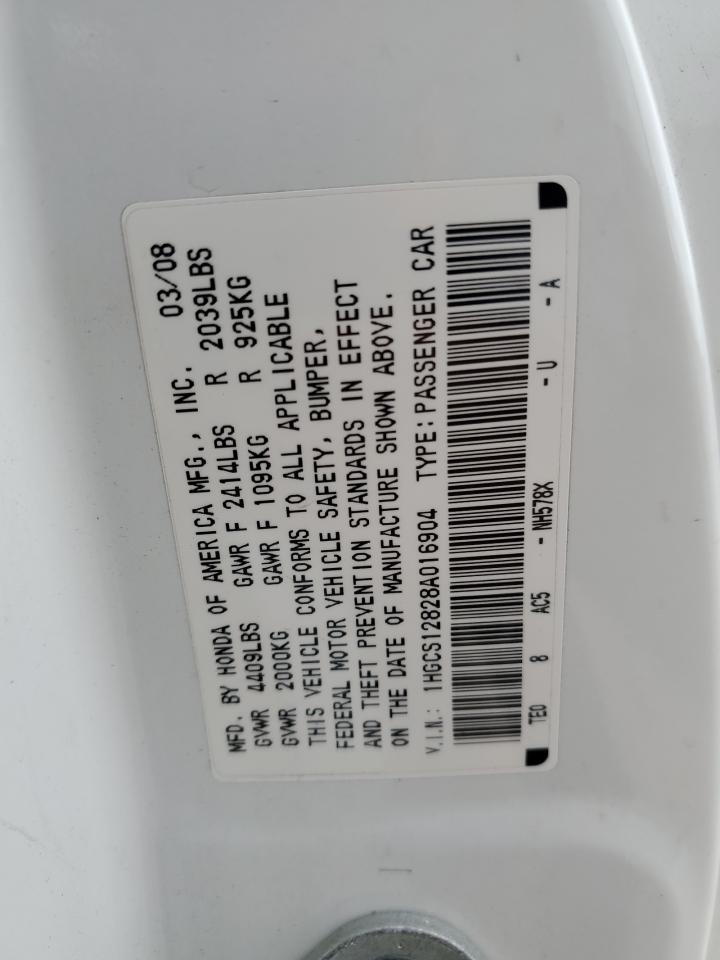 MFD. BY HONDA OF AMERICA MFG., INC. 03/08
GVWR 4409LBS GAWR F 2414LBS R 2039LBS
GVWR 2000KG GAWR F 1095KG R 925KG
THIS VEHICLE CONFORMS TO ALL APPLICABLE
FEDERAL MOTOR VEHICLE SAFETY, BUMPER,
AND THEFT PREVENTION STANDARDS IN EFFECT
ON THE DATE OF MANUFACTURE SHOWN ABOVE.
V.I.N.: 1HGCS12828A016904 TYPE: PASSENGER CAR
TE0 8 AC5 - NH578X - U - A